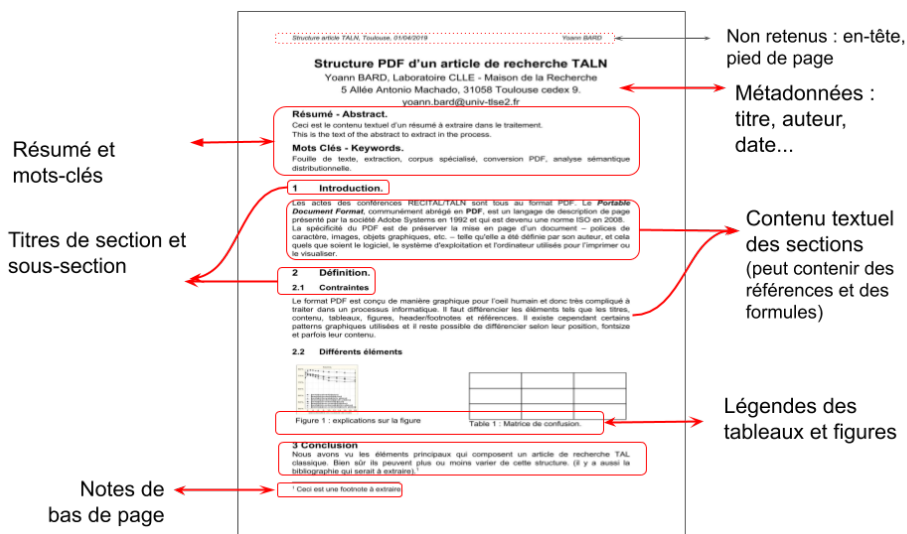 Structure article TALN, Toulouse, 01/04/2019 Yoann BARD
Structure PDF d'un article de recherche TALN
Yoann BARD, Laboratoire CLLE - Maison de la Recherche
5 Allée Antonio Machado, 31058 Toulouse cedex 9.
yoann.bard@univ-tlse2.fr
Résumé - Abstract.
Ceci est le contenu textuel d'un résumé à extraire dans le traitement.
This is the text of the abstract to extract in the process.
Mots Clés - Keywords.
Fouille de texte, extraction, corpus spécialisé, conversion PDF, analyse sémantique
distributionnelle.
1 Introduction.
Les actes des conférences RECITAL/TALN sont tous au format PDF. Le Portable
Document Format, communément abrégé en PDF, est un langage de description de page
présenté par la société Adobe Systems en 1992 et qui est devenu une norme ISO en 2008.
La spécificité du PDF est de préserver la mise en page d'un document – polices de
caractère, images, objets graphiques, etc. – telle qu'elle a été définie par son auteur, et cela
quels que soient le logiciel, le système d'exploitation et l'ordinateur utilisés pour l'imprimer ou
le visualiser.
2 Définition.
2.1 Contraintes
Le format PDF est conçu de manière graphique pour l'oeil humain et donc très compliqué à
traiter dans un processus informatique. Il faut différencier les éléments tels que les titres,
contenu, tableaux, figures, header/footnotes et références. Il existe cependant certains
patterns graphiques utilisées et il reste possible de différencier selon leur position, fontsize
et parfois leur contenu.
2.2 Différents éléments
Figure 1 : explications sur la figure
Table 1 : Matrice de confusion.
3 Conclusion
Nous avons vu les éléments principaux qui composent un article de recherche TAL
classique. Bien sûr ils peuvent plus ou moins varier de cette structure. (il y a aussi la
bibliographie qui serait à extraire).1
1 Ceci est une footnote à extraire
Résumé et
mots-clés
Titres de section et
sous-section
Notes de
bas de page
Non retenus : en-tête,
pied de page
Métadonnées :
titre, auteur,
date...
Contenu textuel
des sections
(peut contenir des
références et des
formules)
Légendes des
tableaux et figures